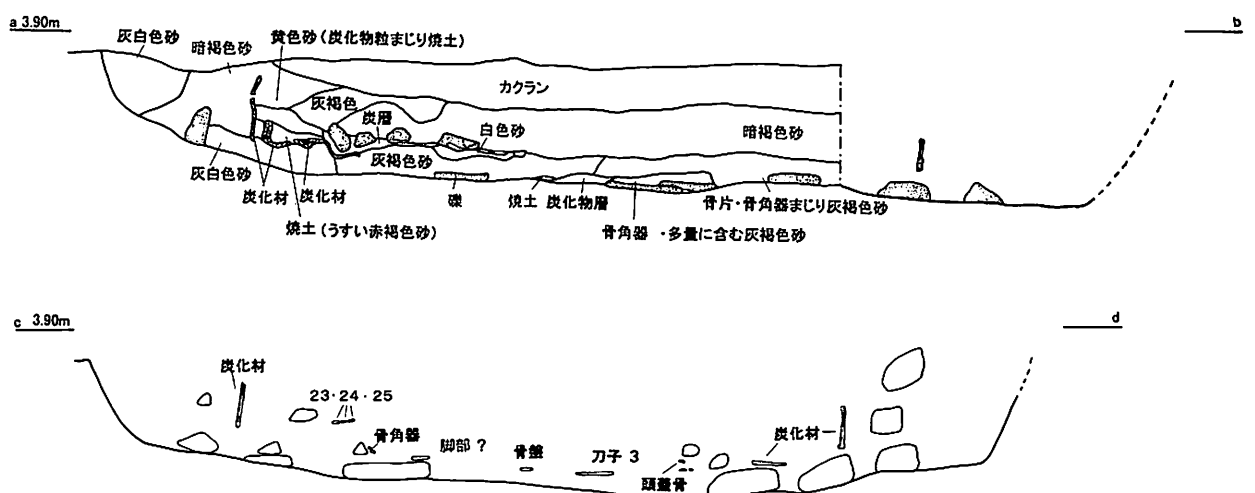 a 3.90m
b
灰白色砂
暗褐色砂
黄色砂(炭化物粒まじり焼土)
カクラン
灰褐色
炭層
白色砂
暗褐色砂
灰褐色砂
灰白色砂
炭化材
炭化材
礫
焼土
炭化物層
骨片・骨角器まじり灰褐色砂
焼土(うすい赤褐色砂)
骨角器 ・多量に含む灰褐色砂
c 3.90m
d
炭化材
23・24・25
骨角器
脚部?
骨盤
刀子 3
頭蓋骨
炭化材